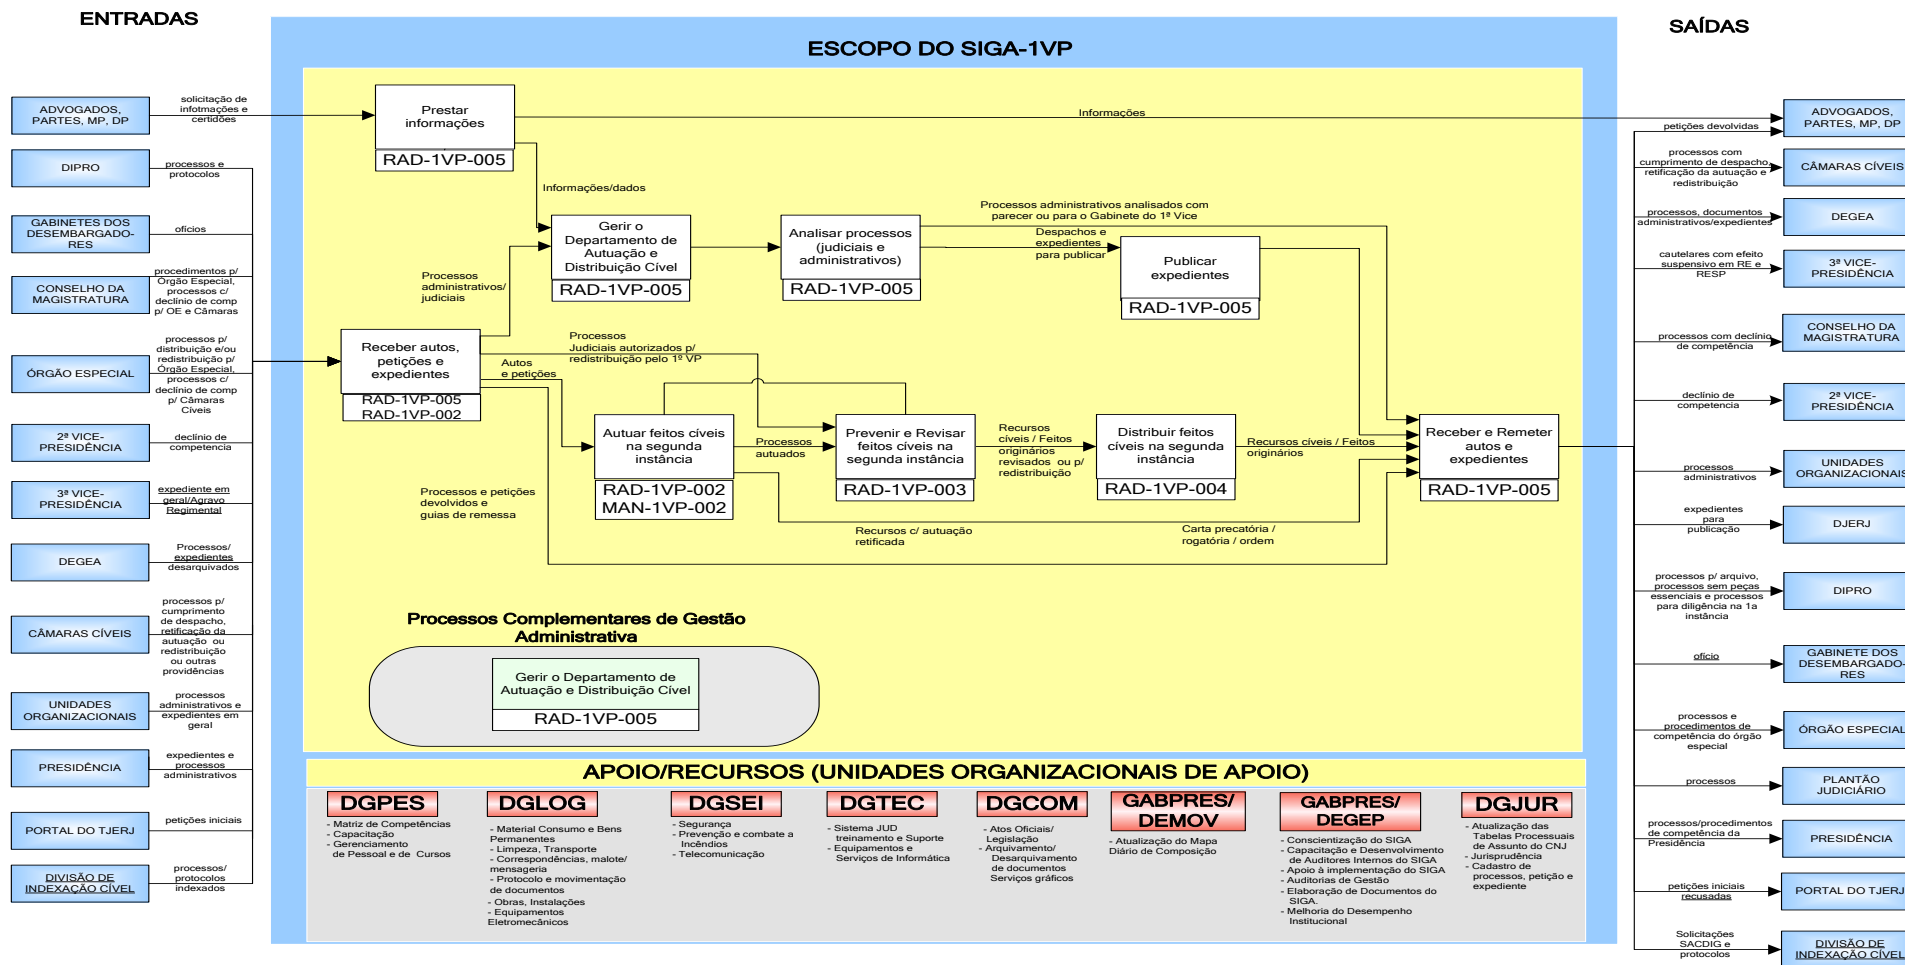 ENTRADAS
ESCOPO DO SIGA-1VP
SAÍDAS
ADVOGADOS,
PARTES, MP, DP
solicitação de
infotmações e
certidões
DIPRO
processos e
protocolos
GABINETES DOS
DESEMBARGADO-
RES
ofícios
CONSELHO DA
MAGISTRATURA
procedimentos p/
Órgão Especial,
processos c/
declínio de comp
p/ OE e Câmaras
ÓRGÃO ESPECIAL
processos p/
distribuição e/ou
redistribuição p/
Órgão Especial,
processos c/
declínio de comp
p/ Câmaras
Cíveis
2ª VICE-
PRESIDÊNCIA
declínio de
competencia
3ª VICE-
PRESIDÊNCIA
expediente em
geral/Agravo
Regimental
DEGEA
Processos/
expedientes
desarquivados
CÂMARAS CÍVEIS
processos p/
cumprimento
de despacho,
retificação da
autuação ou
redistribuição
ou outras
providências
UNIDADES
ORGANIZACIONAIS
processos
administrativos e
expedientes em
geral
PRESIDÊNCIA
expedientes e
processos
administrativos
PORTAL DO TJERJ
petições iniciais
DIVISÃO DE
INDEXAÇÃO CÍVEL
processos/
protocolos
indexados
Prestar
informações
RAD-1VP-005
Informações
Informações/dados
Gerir o
Departamento de
Autuação e
Distribuição Cível
RAD-1VP-005
Processos
administrativos/
judiciais
Analisar processos
(judiciais e
administrativos)
RAD-1VP-005
Processos administrativos analisados com
parecer ou para o Gabinete do 1ª Vice
Despachos e
expedientes
para publicar
Publicar
expedientes
RAD-1VP-005
Receber autos,
petições e
expedientes
RAD-1VP-005
RAD-1VP-002
Processos
Judiciais autorizados p/
redistribuição pelo 1º VP
Autos
e petições
Autuar feitos cíveis
na segunda
instância
RAD-1VP-002
MAN-1VP-002
Processos
autuados
Prevenir e Revisar
feitos cíveis na
segunda instância
RAD-1VP-003
Recursos
cíveis / Feitos
originários
revisados ou p/
redistribuição
Distribuir feitos
cíveis na segunda
instância
RAD-1VP-004
Recursos cíveis / Feitos
originários
Receber e Remeter
autos e
expedientes
RAD-1VP-005
Processos e petições
devolvidos e
guias de remessa
Recursos c/ autuação
retificada
Carta precatória /
rogatória / ordem
Processos Complementares de Gestão
Administrativa
Gerir o Departamento de
Autuação e Distribuição Cível
RAD-1VP-005
petições devolvidas
ADVOGADOS,
PARTES, MP, DP
processos com
cumprimento de despacho,
retificação da autuação e
redistribuição
CÂMARAS CÍVEIS
processos, documentos
administrativos/expedientes
DEGEA
cautelares com efeito
suspensivo em RE e
RESP
3ª VICE-
PRESIDÊNCIA
processos com declínio
de competência
CONSELHO DA
MAGISTRATURA
declínio de
competencia
2ª VICE-
PRESIDÊNCIA
processos
administrativos
UNIDADES
ORGANIZACIONAIS
expedientes
para
publicação
DJERJ
processos p/ arquivo,
processos sem peças
essenciais e processos
para diligência na 1a
instância
DIPRO
ofício
GABINETE DOS
DESEMBARGADO-
RES
processos e
procedimentos de
competência do órgão
especial
ÓRGÃO ESPECIAL
processos
PLANTÃO
JUDICIÁRIO
processos/procedimentos
de competência da
Presidência
PRESIDÊNCIA
petições iniciais
recusadas
PORTAL DO TJERJ
Solicitações
SACDIG e
protocolos
DIVISÃO DE
INDEXAÇÃO CÍVEL
APOIO/RECURSOS (UNIDADES ORGANIZACIONAIS DE APOIO)
DGPES
- Matriz de Competências
- Capacitação
- Gerenciamento
de Pessoal e de Cursos
DGLOG
- Material Consumo e Bens
Permanentes
- Limpeza, Transporte
- Correspondências, malote/
mensageria
- Protocolo e movimentação
de documentos
- Obras, Instalações
- Equipamentos
Eletromecânicos
DGSEI
- Segurança
- Prevenção e combate a
Incêndios
- Telecomunicação
DGTEC
- Sistema JUD
treinamento e Suporte
- Equipamentos e
Serviços de Informática
DGCOM
- Atos Oficiais/
Legislação
- Arquivamento/
Desarquivamento
de documentos
Serviços gráficos
GABPRES/
DEMOV
- Atualização do Mapa
Diário de Composição
GABPRES/
DEGEP
- Conscientização do SIGA
- Capacitação e Desenvolvimento
de Auditores Internos do SIGA
- Apoio à implementação do SIGA
- Auditorias de Gestão
- Elaboração de Documentos do
SIGA.
- Melhoria do Desempenho
Institucional
DGJUR
- Atualização das
Tabelas Processuais
de Assunto do CNJ
- Jurisprudência
- Cadastro de
processos, petição e
expediente